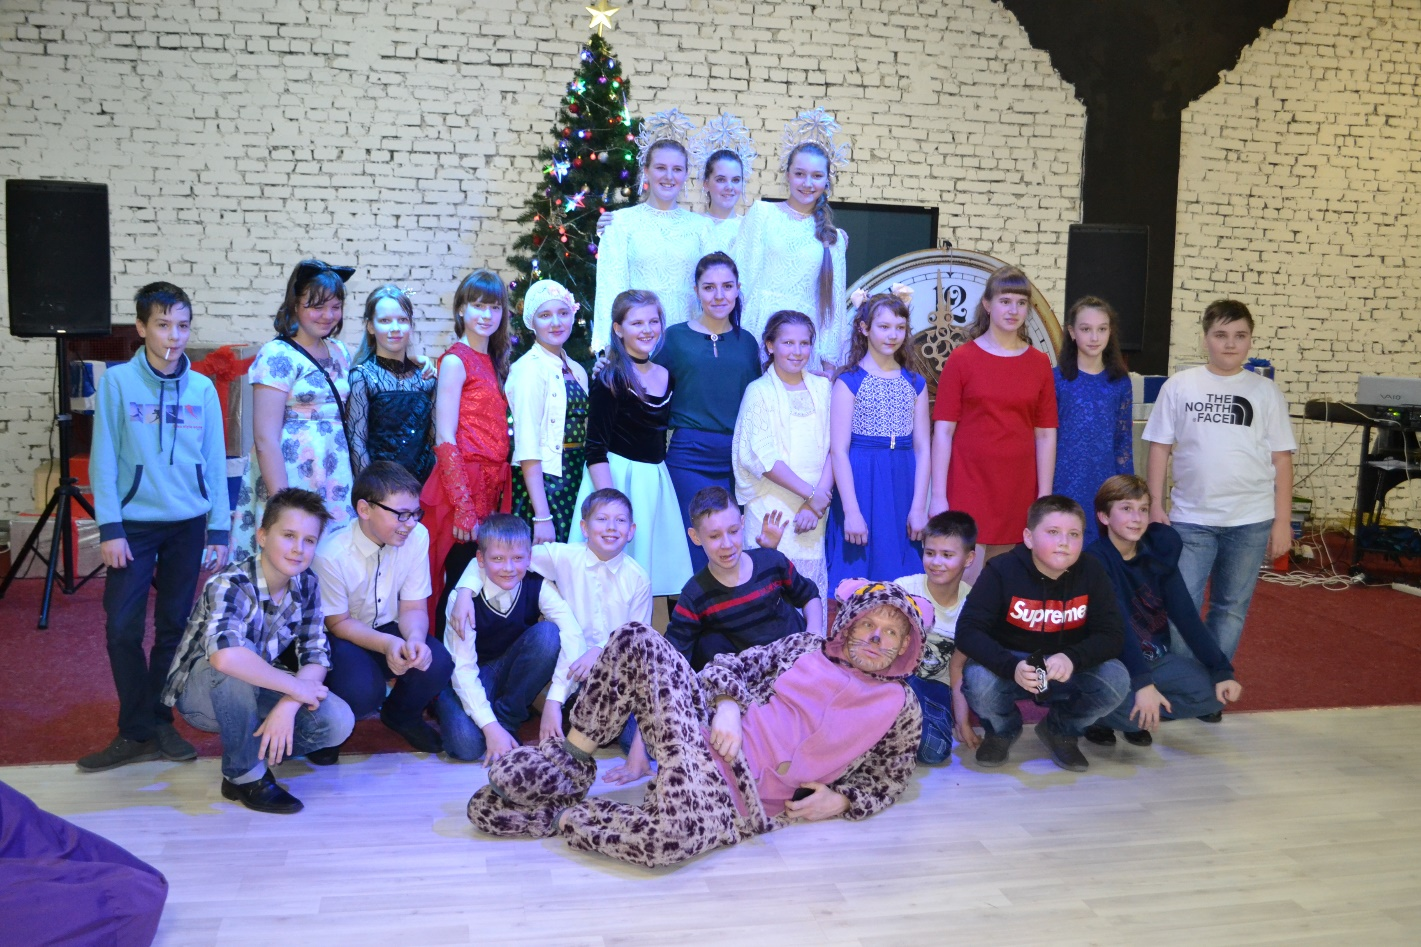 12
THE
NORTH
FACE
Supreme
VAIO